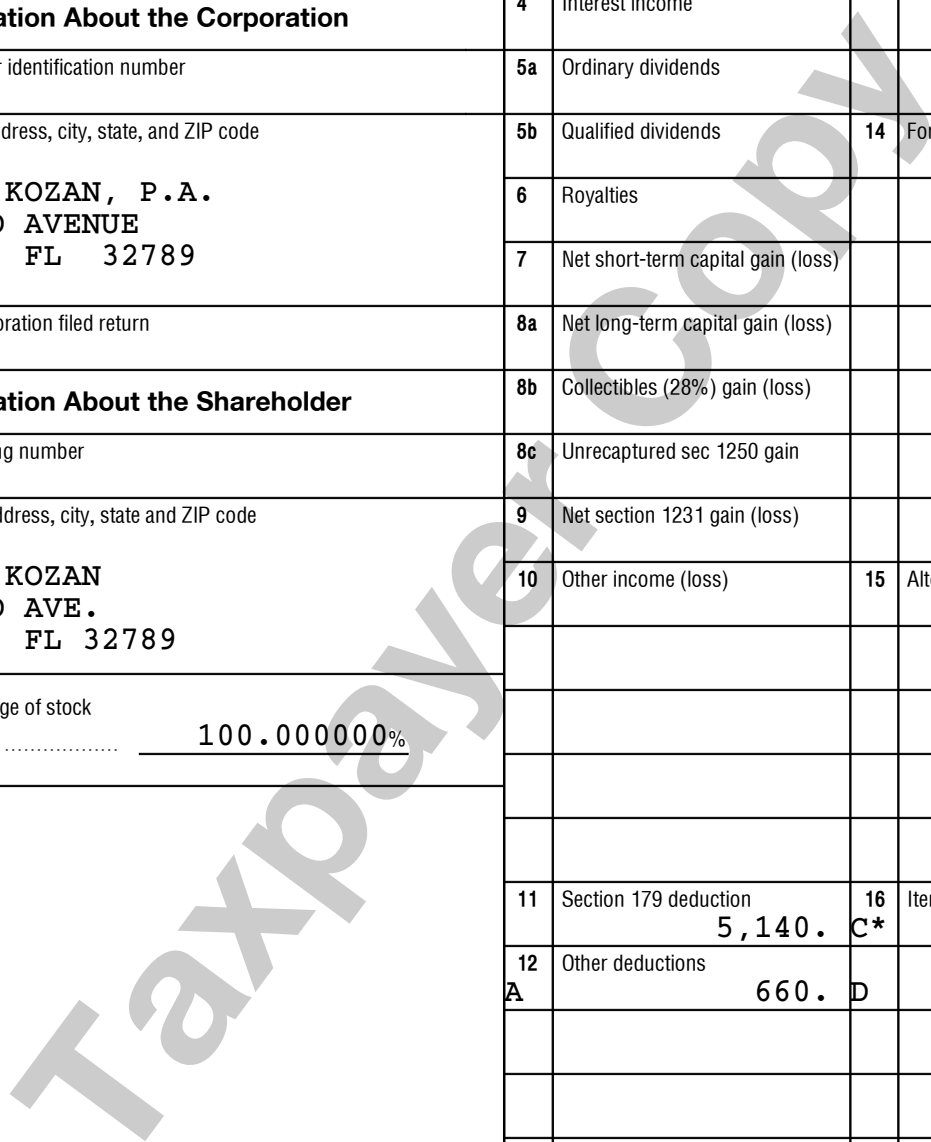 ation About the Corporation
identification number
dress, city, state, and ZIP code
KOZAN, P.A.
AVENUE
FL 32789
oration filed return
ation About the Shareholder
ng number
ddress, city, state and ZIP code
KOZAN
AVE.
FL 32789
ge of stock
.................. 100.000000%
4 Interest income
5a Ordinary dividends
5b Qualified dividends
14 For
6 Royalties
7 Net short-term capital gain (loss)
8a Net long-term capital gain (loss)
8b Collectibles (28%) gain (loss)
8c Unrecaptured sec 1250 gain
9 Net section 1231 gain (loss)
10 Other income (loss)
15 Alt
11 Section 179 deduction
5,140.
16 Iter
C*
12 Other deductions
A 660.
D
Taxpayer Copy